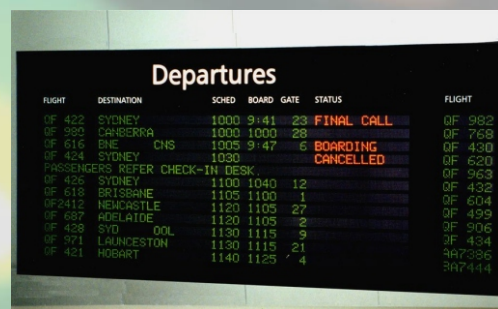 Departures
FLIGHT DESTINATION SCHED BOARD GATE STATUS FLIGHT
QF 422 SYDNEY 1000 9:41 23 FINAL CALL QF 982
QF 980 CANBERRA 1000 1000 28 QF 768
QF 616 BNE CNS 1005 9:47 6 BOARDING QF 430
QF 424 SYDNEY 1030 CANCELLED QF 620
PASSENGERS REFER CHECK-IN DESK. QF 963
QF 426 SYDNEY 1100 1040 12 QF 432
QF 618 BRISBANE 1105 1100 1 QF 604
QF2412 NEWCASTLE 1120 1105 27 QF 499
QF 687 ADELAIDE 1120 1105 2 QF 906
QF 428 SYD OOL 1130 1115 9 QF 434
QF 971 LAUNCESTON 1130 1115 21 AA7386
QF 421 HOBART 1140 1125 4 AA7444